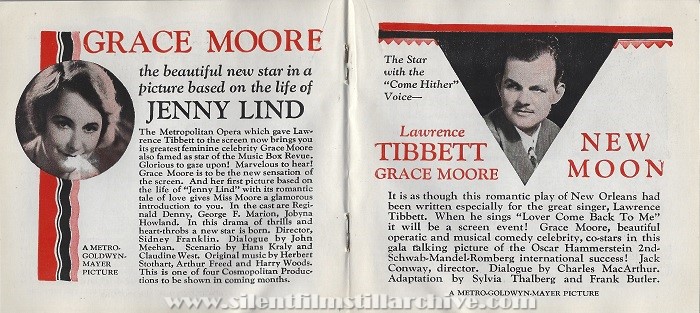 GRACE MOORE
the beautiful new star in a
picture based on the life of
JENNY LIND
The Metropolitan Opera which gave Law-
rence Tibbett to the screen now brings you
its greatest feminine celebrity Grace Moore
also famed as star of the Music Box Revue.
Glorious to gaze upon! Marvelous to hear!
Grace Moore is to be the new sensation of
the screen. And her first picture based on
the life of "Jenny Lind" with its romantic
tale of love gives Miss Moore a glamorous
introduction to you. In the cast are Regi-
nald Denny, George F. Marion, Jobyna
Howland. In this drama of thrills and
heart-throbs a new star is born. Director,
Sidney Franklin. Dialogue by John
Meehan. Scenario by Hans Kraly and
Claudine West. Original music by Herbert
Stothart, Arthur Freed and Harry Woods.
This is one of four Cosmopolitan Produc-
tions to be shown in coming months.
A METRO-
GOLDWYN-
MAYER
PICTURE
The Star
with the
"Come Hither"
Voice—
Lawrence
TIBBETT
GRACE MOORE
NEW
MOON
It is as though this romantic play of New Orleans had
been written especially for the great singer, Lawrence
Tibbett. When he sings "Lover Come Back To Me"
it will be a screen event! Grace Moore, beautiful
operatic and musical comedy celebrity, co-stars in this
gala talking picture of the Oscar Hammerstein 2nd-
Schwab-Mandel-Romberg international success! Jack
Conway, director. Dialogue by Charles MacArthur.
Adaptation by Sylvia Thalberg and Frank Butler.
A METRO-GOLDWYN-MAYER PICTURE
www.silentfilmstillarchive.com